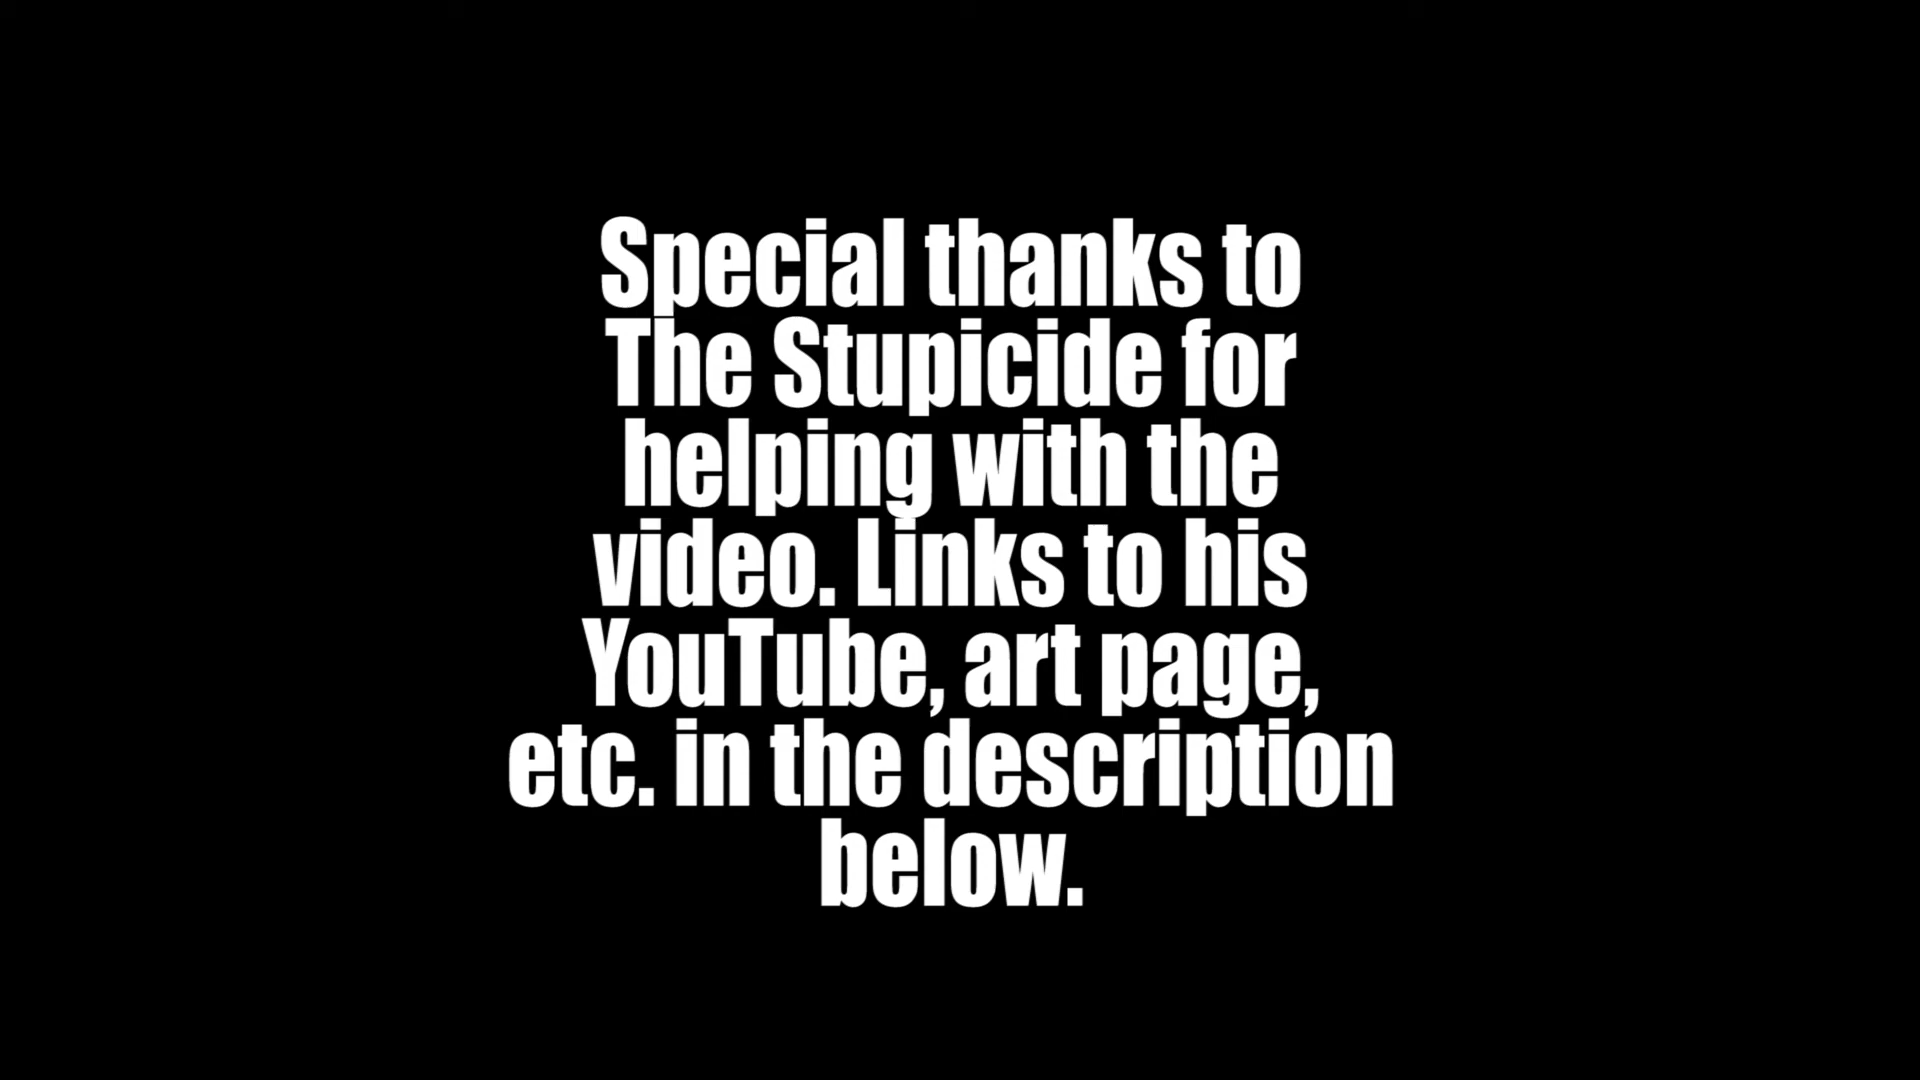 Special thanks to
The Stupicide for
helping with the
video. Links to his
YouTube, art page,
etc. in the description
below.